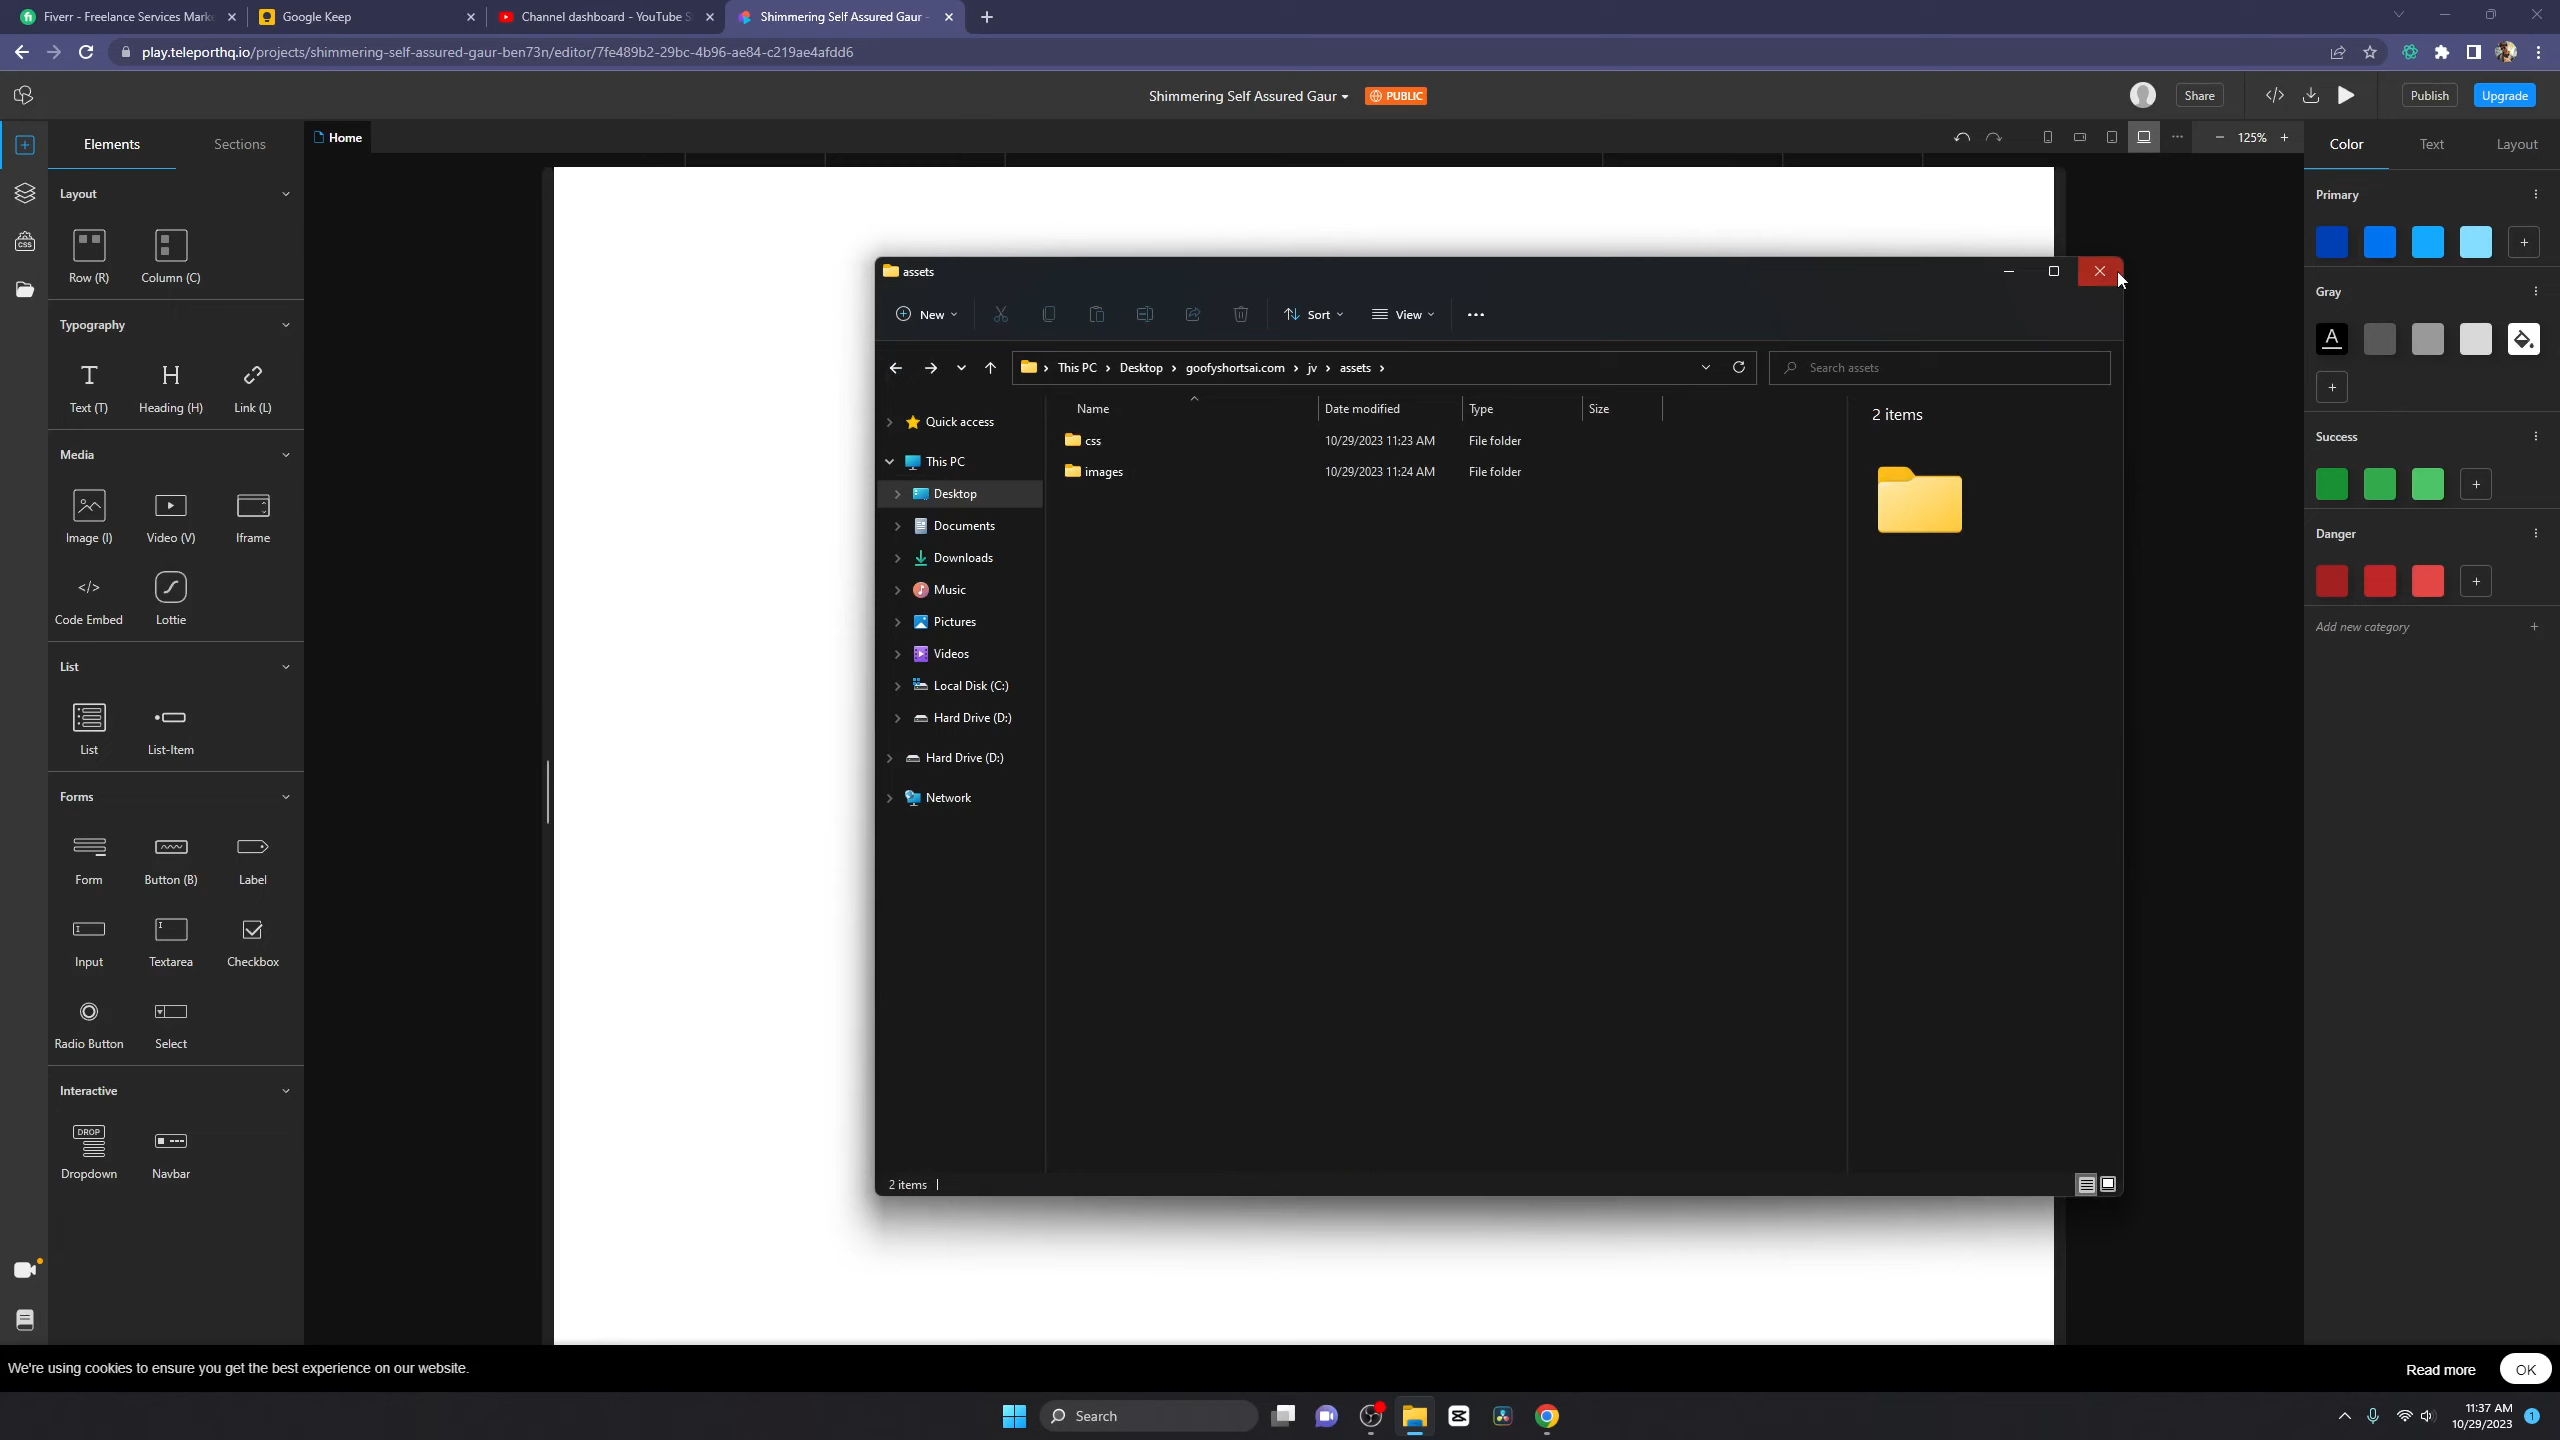 Fiverr - Freelance Services Mark
Google Keep
Channel dashboard - YouTube S
Shimmering Self Assured Gaur -
play.teleporthq.io/projects/shimmering-self-assured-gaur-ben73n/editor/7fe489b2-29bc-4b96-ae84-c219ae4afdd6
Shimmering Self Assured Gaur
PUBLIC
Share
Publish
Upgrade
Elements
Sections
Home
125%
Color
Text
Layout
Layout
Row (R)
Column (C)
Typography
Text (T)
Heading (H)
Link (L)
Media
Image (I)
Video (V)
Iframe
Code Embed
Lottie
List
List
List-Item
Forms
Form
Button (B)
Label
Input
Textarea
Checkbox
Radio Button
Select
Interactive
DROP
Dropdown
Navbar
assets
New
Sort
View
This PC
Desktop
goofyshortsai.com
jv
assets
Search assets
Name
Date modified
Type
Size
css
10/29/2023 11:23 AM
File folder
images
10/29/2023 11:24 AM
File folder
2 items
Quick access
This PC
Desktop
Documents
Downloads
Music
Pictures
Videos
Local Disk (C:)
Hard Drive (D:)
Hard Drive (D:)
Network
2 items
Primary
Gray
A
Success
Danger
Add new category
CSS
We're using cookies to ensure you get the best experience on our website.
Read more
OK
Search
11:37 AM
10/29/2023
1